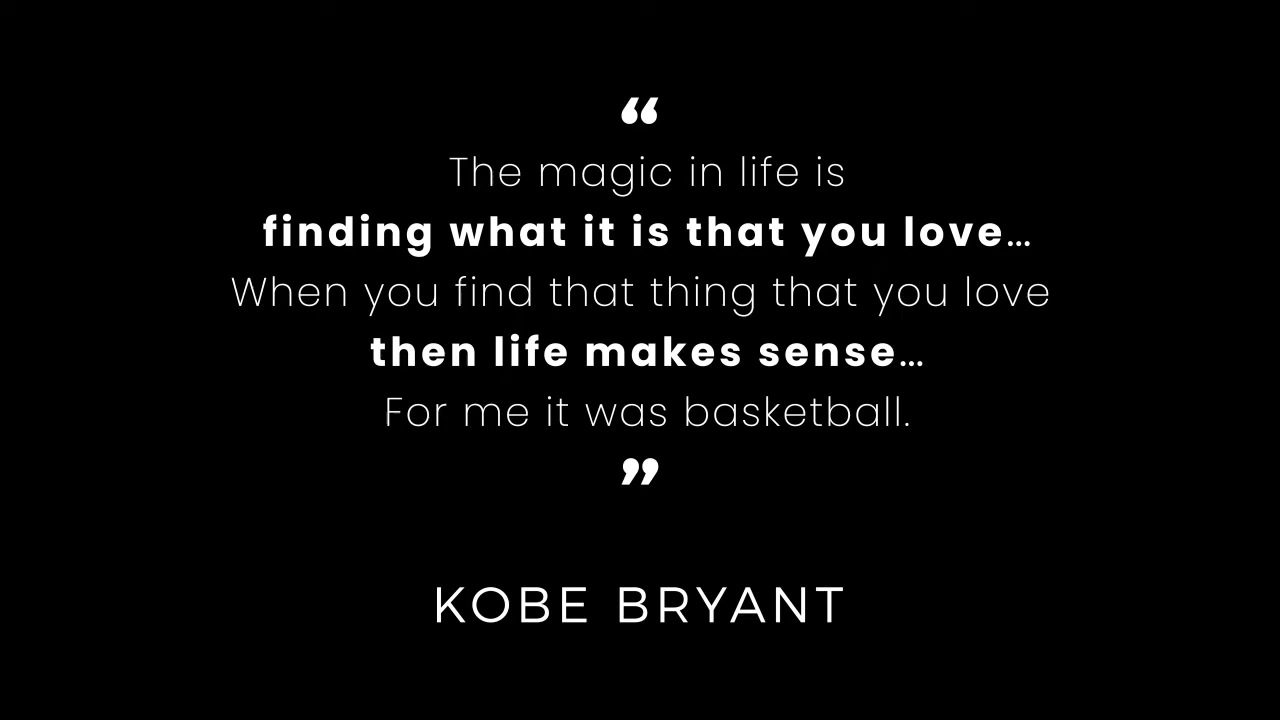 “
The magic in life is
finding what it is that you love...
When you find that thing that you love
then life makes sense...
For me it was basketball.
”
KOBE BRYANT